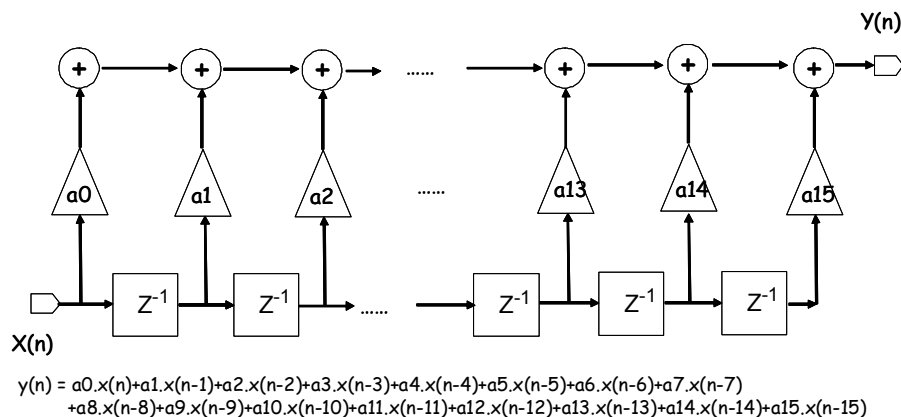 Y(n)
+ + + ...... + + +
a0 a1 a2 ...... a13 a14 a15
Z⁻¹ Z⁻¹ ...... Z⁻¹ Z⁻¹ Z⁻¹
X(n)
y(n) = a0.x(n)+a1.x(n-1)+a2.x(n-2)+a3.x(n-3)+a4.x(n-4)+a5.x(n-5)+a6.x(n-6)+a7.x(n-7)
+a8.x(n-8)+a9.x(n-9)+a10.x(n-10)+a11.x(n-11)+a12.x(n-12)+a13.x(n-13)+a14.x(n-14)+a15.x(n-15)